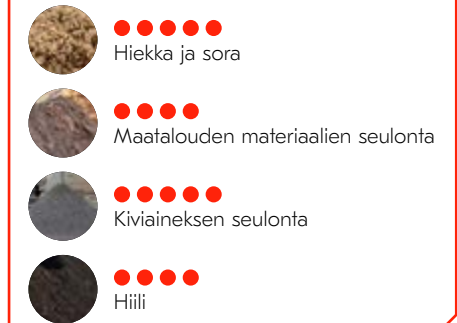 Hiekka ja sora
Maatalouden materiaalien seulonta
Kiviaineksen seulonta
Hiili